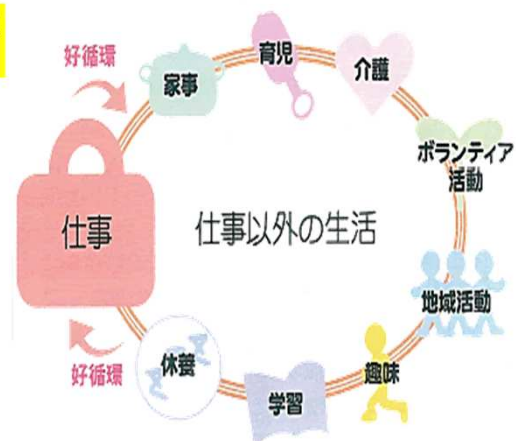 好循環
家事
育児
介護
ボランティア
活動
地域活動
趣味
学習
休養
好循環
仕事
仕事以外の生活